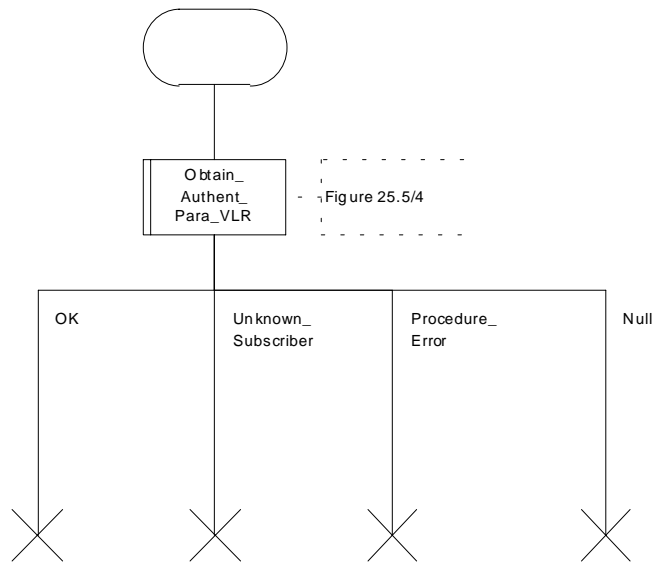 Obtain_
Authent_
Para_VLR
Figure 25.5/4
OK
Unknown_
Subscriber
Procedure_
Error
Null